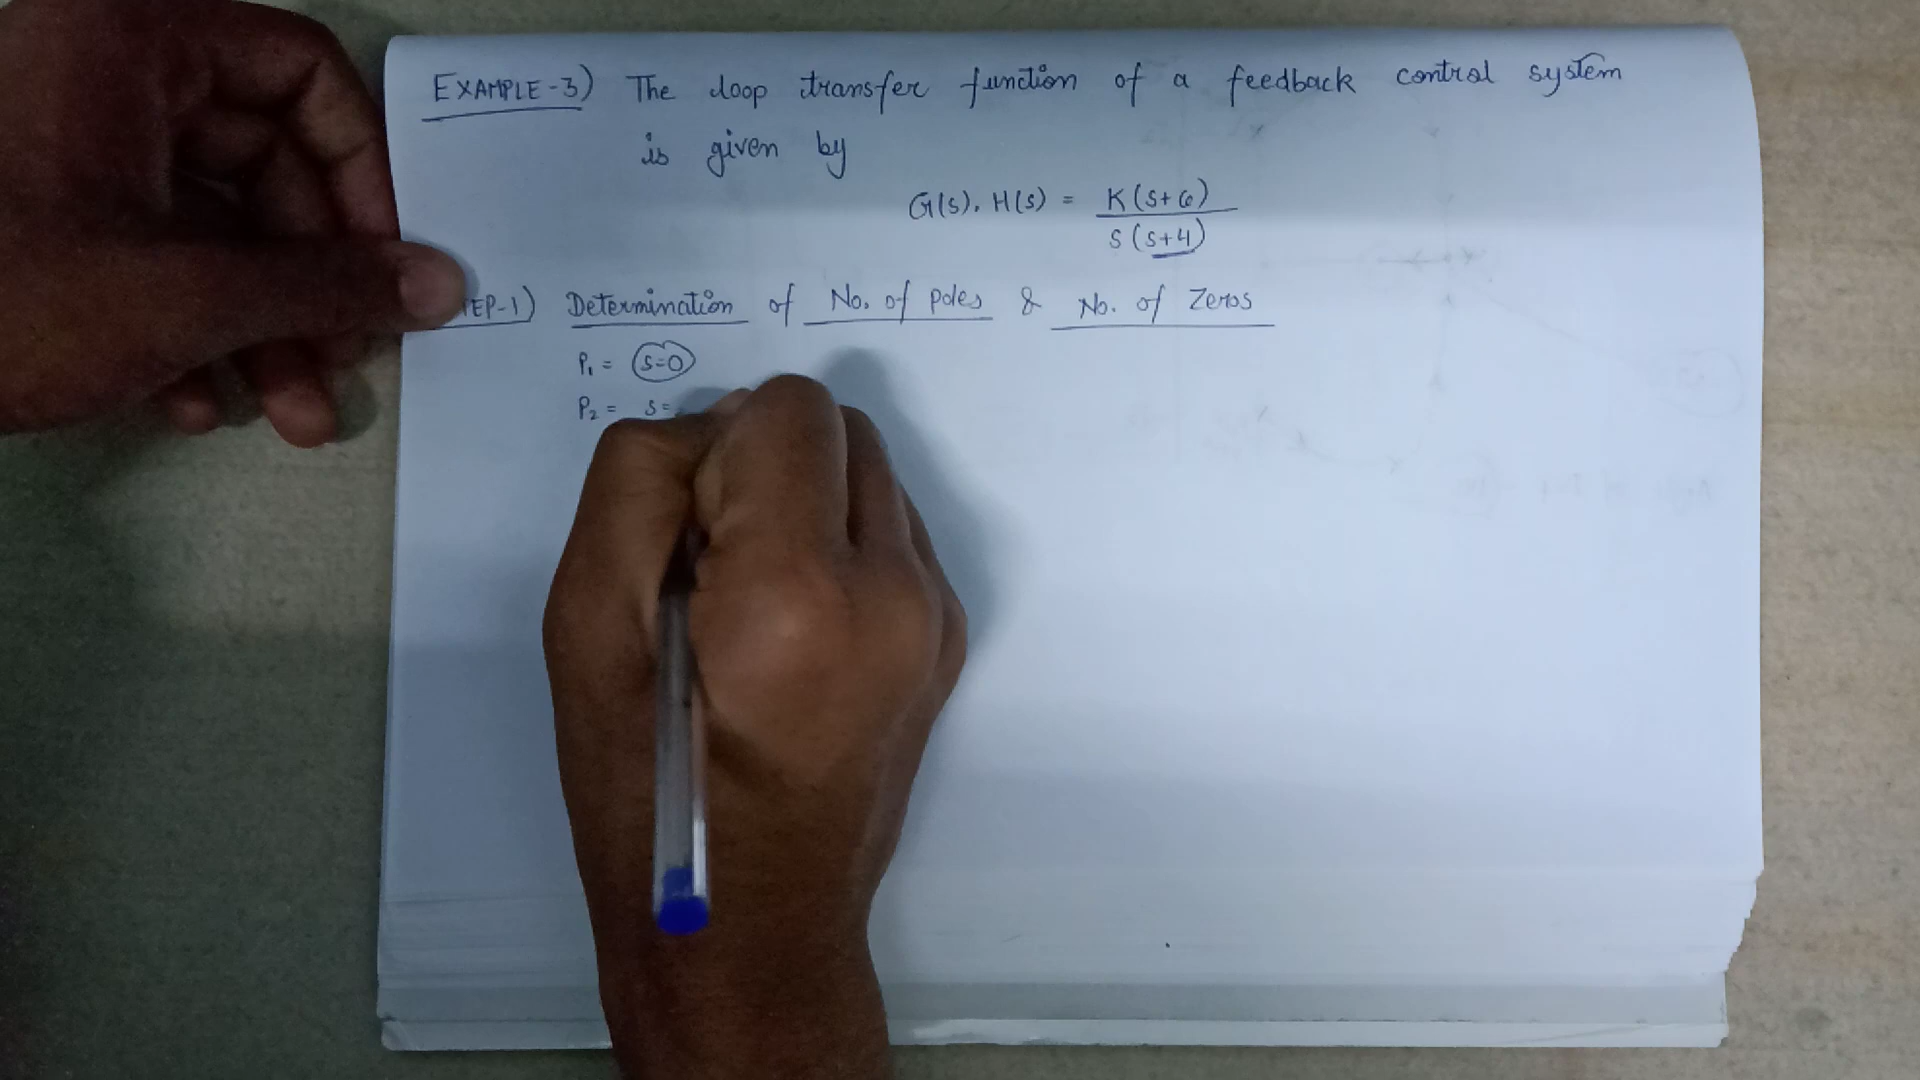 EXAMPLE-3) The loop transfer function of a feedback control system
is given by
G(s). H(s) = K(s+6)
s(s+4)
TEP-1) Determination of No. of poles & No. of Zeros
P₁ = s=0
P₂ = s=